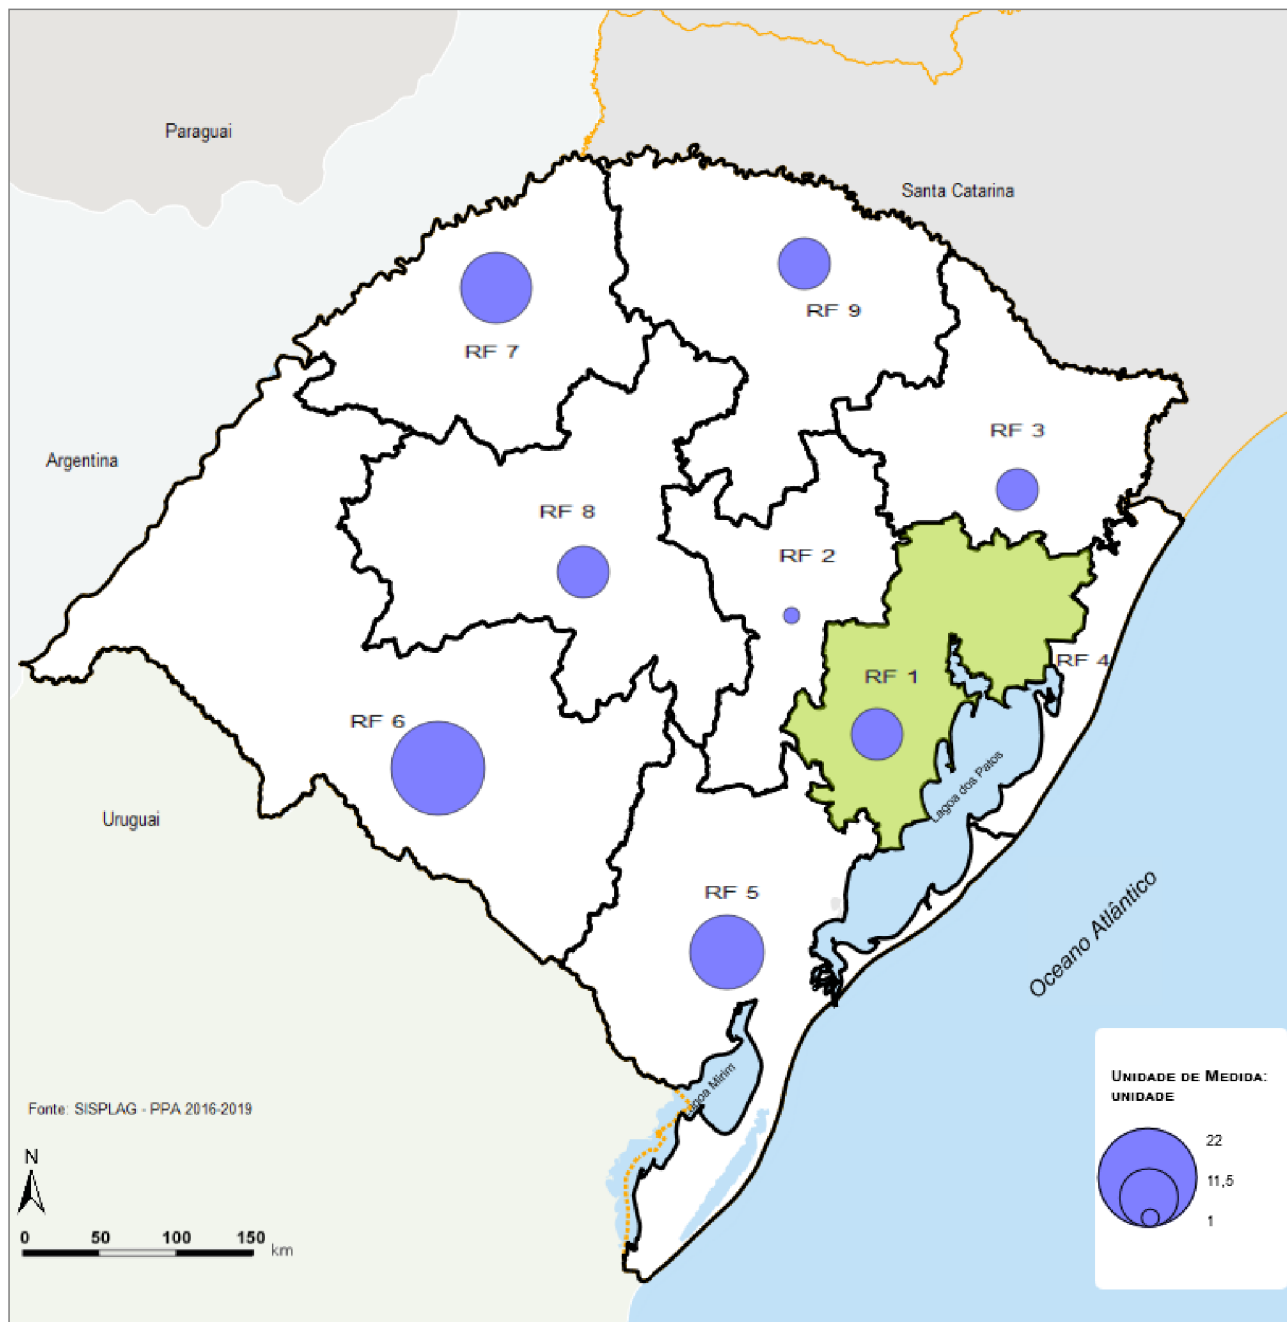 Paraguai
Santa Catarina
RF 9
RF 7
RF 3
Argentina
RF 8
RF 2
RF 4
RF 1
RF 6
Lagoa dos Patos
Uruguai
RF 5
Oceano Atlântico
Lagoa Mirim
UNIDADE DE MEDIDA:
UNIDADE
22
11,5
1
Fonte: SISPLAG - PPA 2016-2019
N
0 50 100 150
km